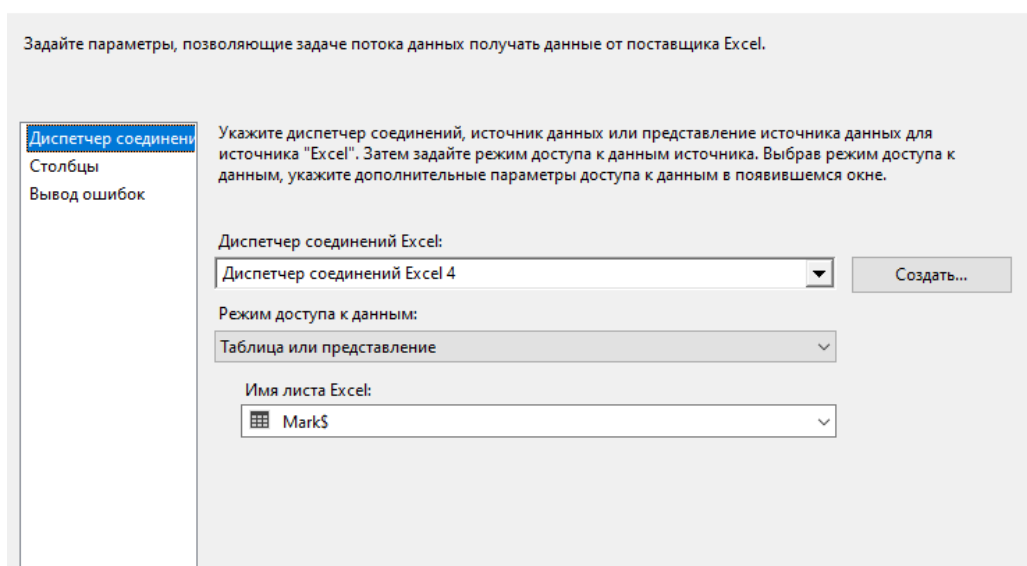 Задайте параметры, позволяющие задаче потока данных получать данные от поставщика Excel.
Диспетчер соединени
Столбцы
Вывод ошибок
Укажите диспетчер соединений, источник данных или представление источника данных для
источника "Excel". Затем задайте режим доступа к данным источника. Выбрав режим доступа к
данным, укажите дополнительные параметры доступа к данным в появившемся окне.
Диспетчер соединений Excel:
Диспетчер соединений Excel 4
Создать...
Режим доступа к данным:
Таблица или представление
Имя листа Excel:
Mark$